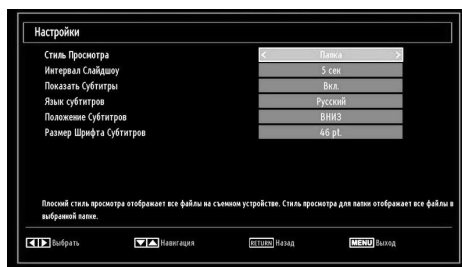 Настройки
Стиль Просмотра Папка
Интервал Слайдшоу 5 сек
Показать Субтитры Вкл.
Язык субтитров Русский
Положение Субтитров ВНИЗ
Размер Шрифта Субтитров 46 pt.
Плоский стиль просмотра отображает все файлы на съемном устройстве. Стиль просмотра для папки отображает все файлы в
выбранной папке.
Выбрать Навигация RETURN Назад MENU Выход